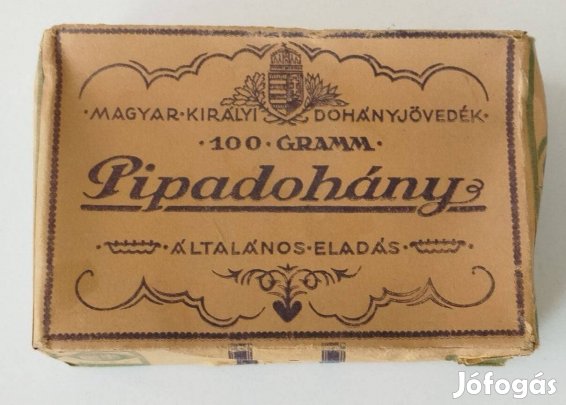 ·MAGYAR·KIRÁLYI DOHÁNYJÖVEDÉK·
·100·GRAMM·
Pipadohány
·ÁLTALÁNOS·ELADÁS·
Jófogás